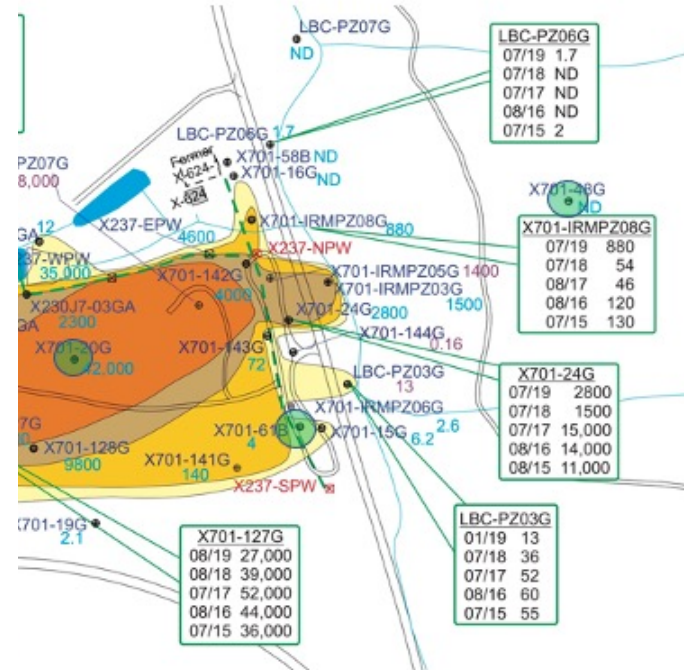 LBC-PZ07G
ND
LBC-PZ06G
07/19 1.7
07/18 ND
07/17 ND
08/16 ND
07/15 2
LBC-PZ06G 1.7
Former
X-624-1
X-624
X701-58B ND
X701-16G
ND
PZ07G
8,000
X701-48G
ND
X237-EPW
4600
X701-IRMPZ08G 880
X701-IRMPZ08G
07/19 880
07/18 54
08/17 46
08/16 120
07/15 130
GA 12
37-WPW
35,000
X237-NPW
X701-142G
4000
X701-IRMPZ05G 1400
X701-IRMPZ03G
1500
X230J7-03GA
2300
X701-24G 2800
GA
X701-144G
0.16
X701-20G
42,000
X701-143G
72
LBC-PZ03G
13
X701-24G
07/19 2800
07/18 1500
07/17 15,000
08/16 14,000
08/15 11,000
X701-IRMPZ06G
2.6
7G
X701-61B
4
X701-15G
6.2
X701-128G
9800
X701-141G
140
X237-SPW
X701-19G
2.1
LBC-PZ03G
01/19 13
07/18 36
07/17 52
08/16 60
07/15 55
X701-127G
08/19 27,000
08/18 39,000
07/17 52,000
08/16 44,000
07/15 36,000